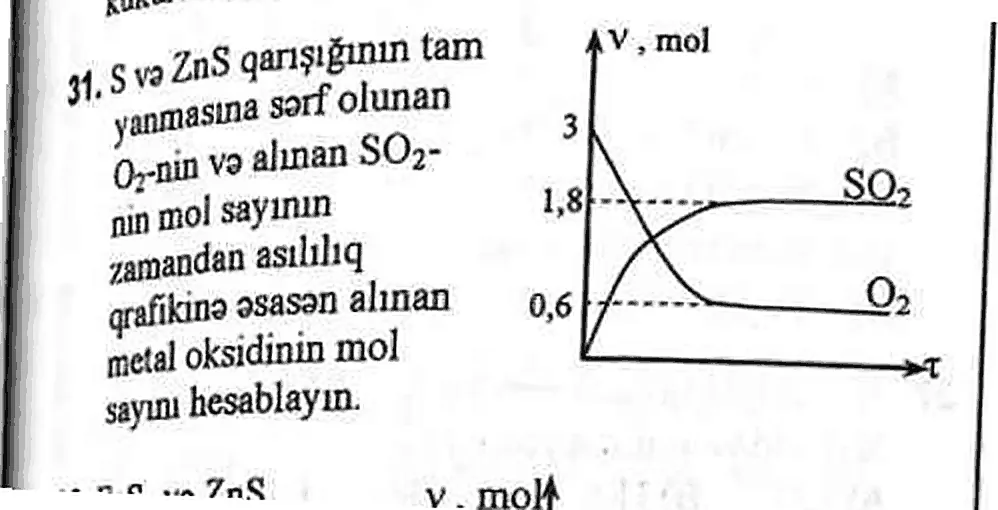 31. S və ZnS qarışığının tam
yanmasına sərf olunan
O₂-nin və alınan SO₂-
nin mol sayının
zamandan asılılıq
qrafikinə əsasən alınan
metal oksidinin mol
sayını hesablayın.
ν , mol
3
1,8
SO₂
0,6
O₂
τ
ZnS
ν , mol